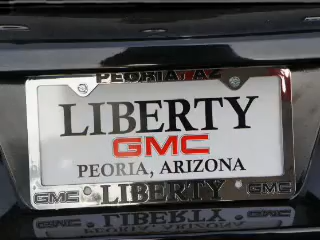 PEORIA, AZ
LIBERTY
GMC
PEORIA, ARIZONA
GMC LIBERTY GMC